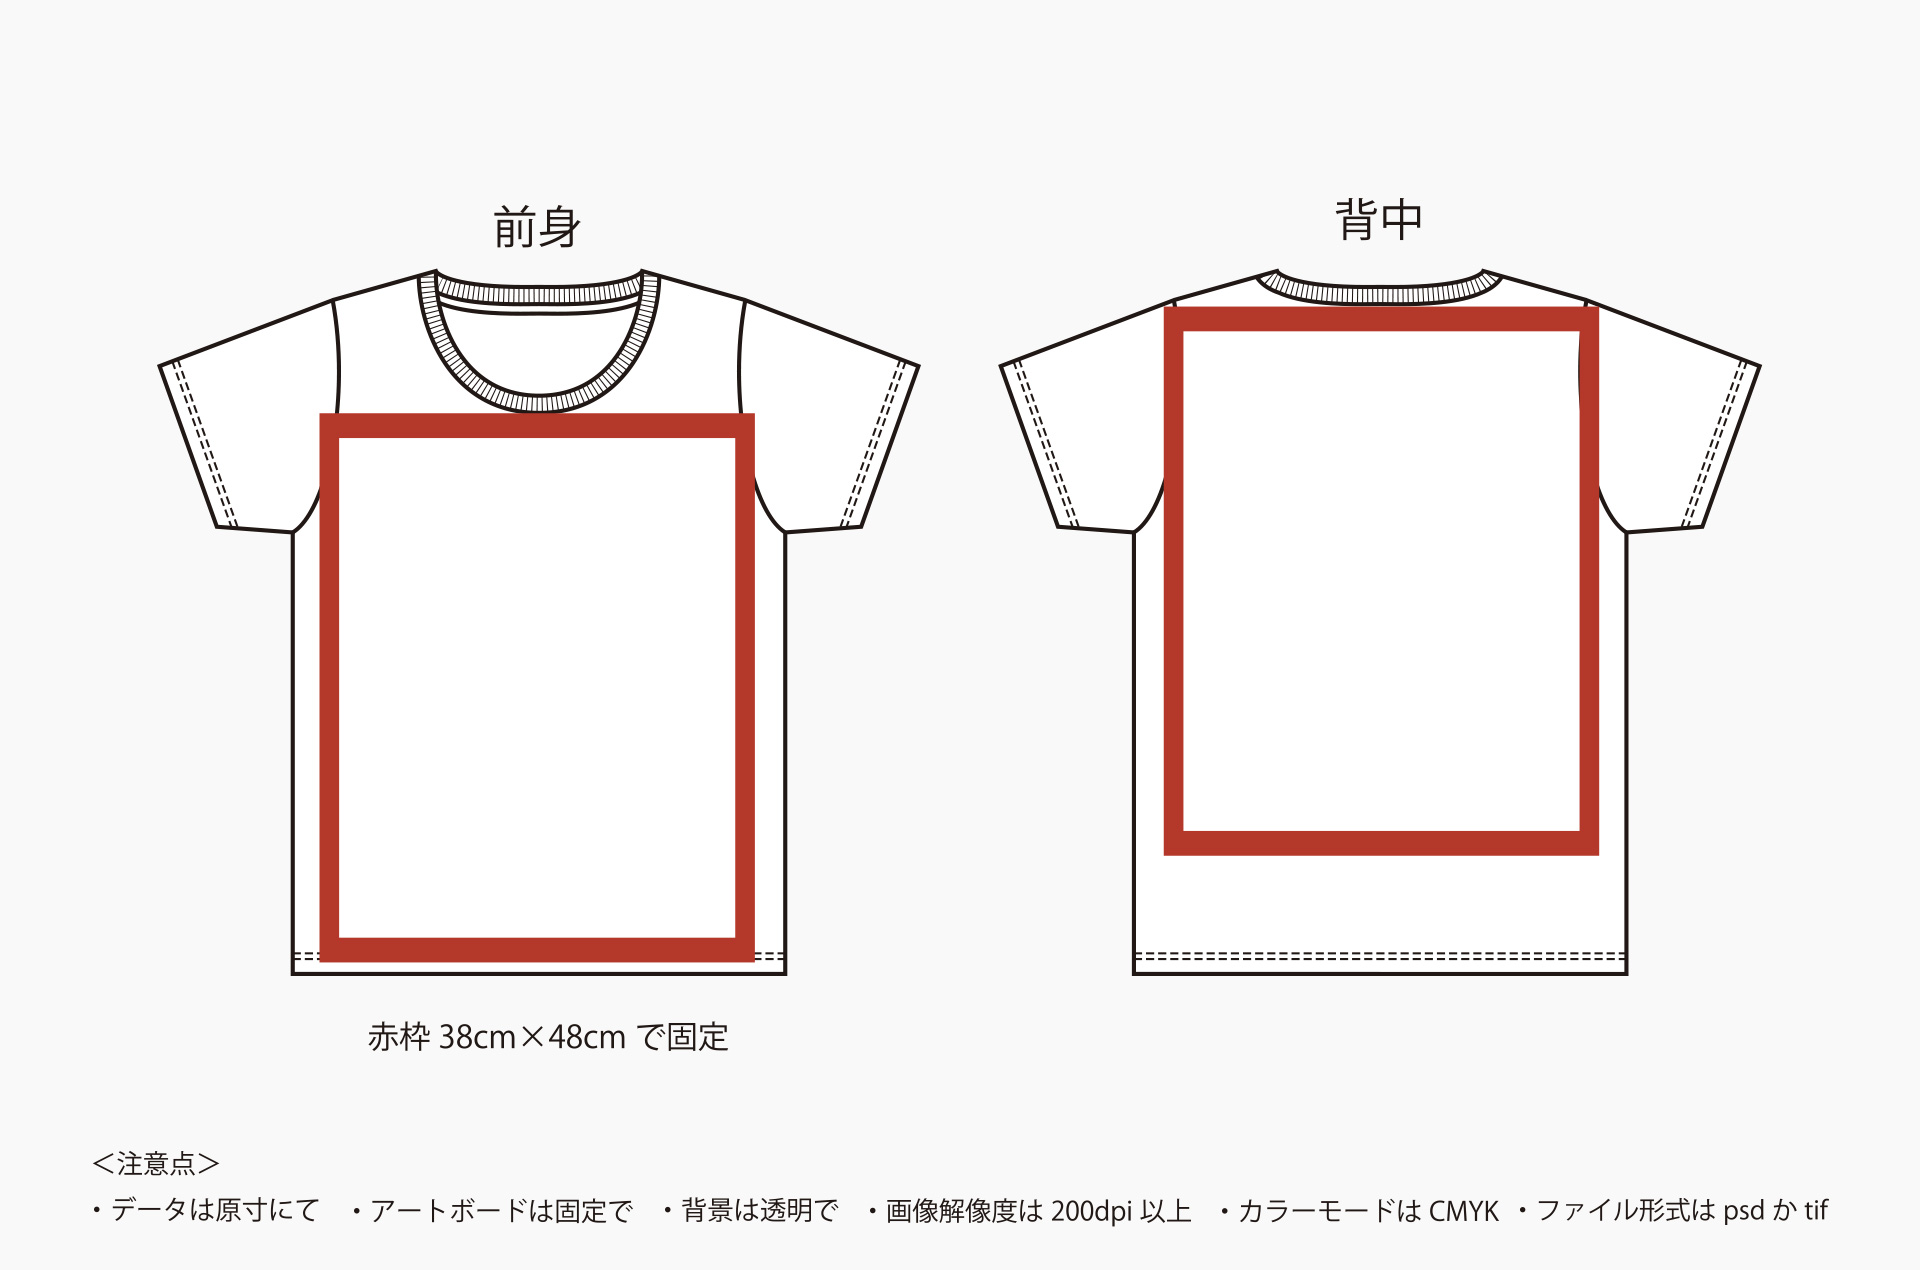 前身
背中
赤枠 38cm×48cm で固定
＜注意点＞
・データは原寸にて ・アートボードは固定で ・背景は透明で ・画像解像度は 200dpi 以上 ・カラーモードは CMYK ・ファイル形式は psd か tif